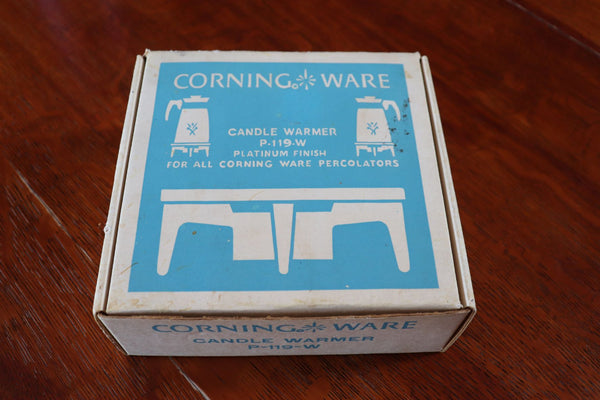 CORNING WARE
CANDLE WARMER
P-119-W
PLATINUM FINISH
FOR ALL CORNING WARE PERCOLATORS
CORNING WARE
CANDLE WARMER
P-119-W